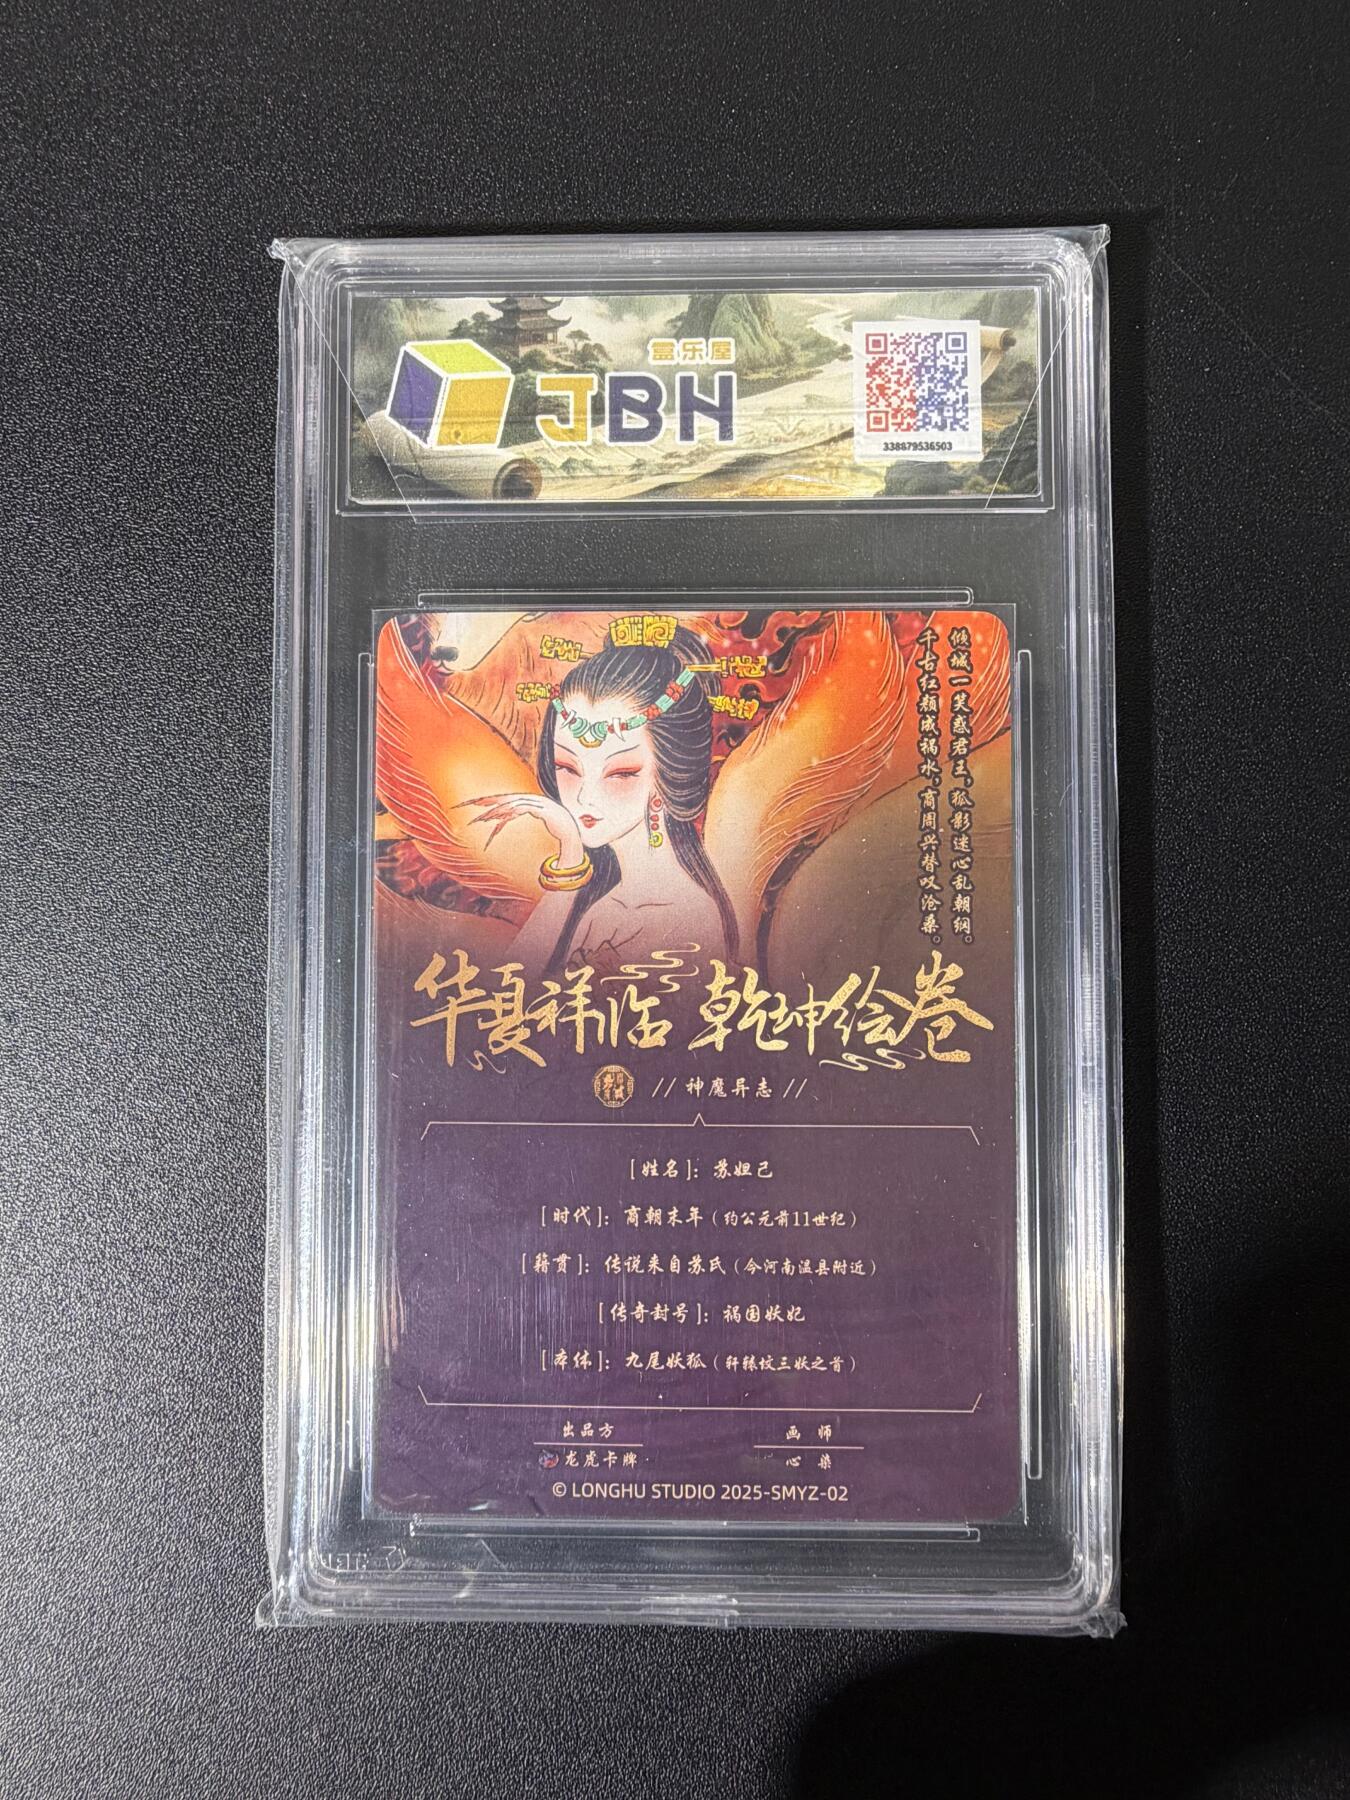 盒乐屋
JBH
338879536503
倾城一笑惑君王，狐影迷心乱朝纲。
千古红颜成祸水，商周兴替叹沧桑。
华夏祥临 乾坤绘卷
// 神魔异志 //
[姓名]：苏妲己
[时代]：商朝末年（约公元前11世纪）
[籍贯]：传说来自苏氏（今河南温县附近）
[传奇封号]：祸国妖妃
[本体]：九尾妖狐（轩辕坟三妖之首）
出品方
龙虎卡牌
画 师
心 染
© LONGHU STUDIO 2025-SMYZ-02